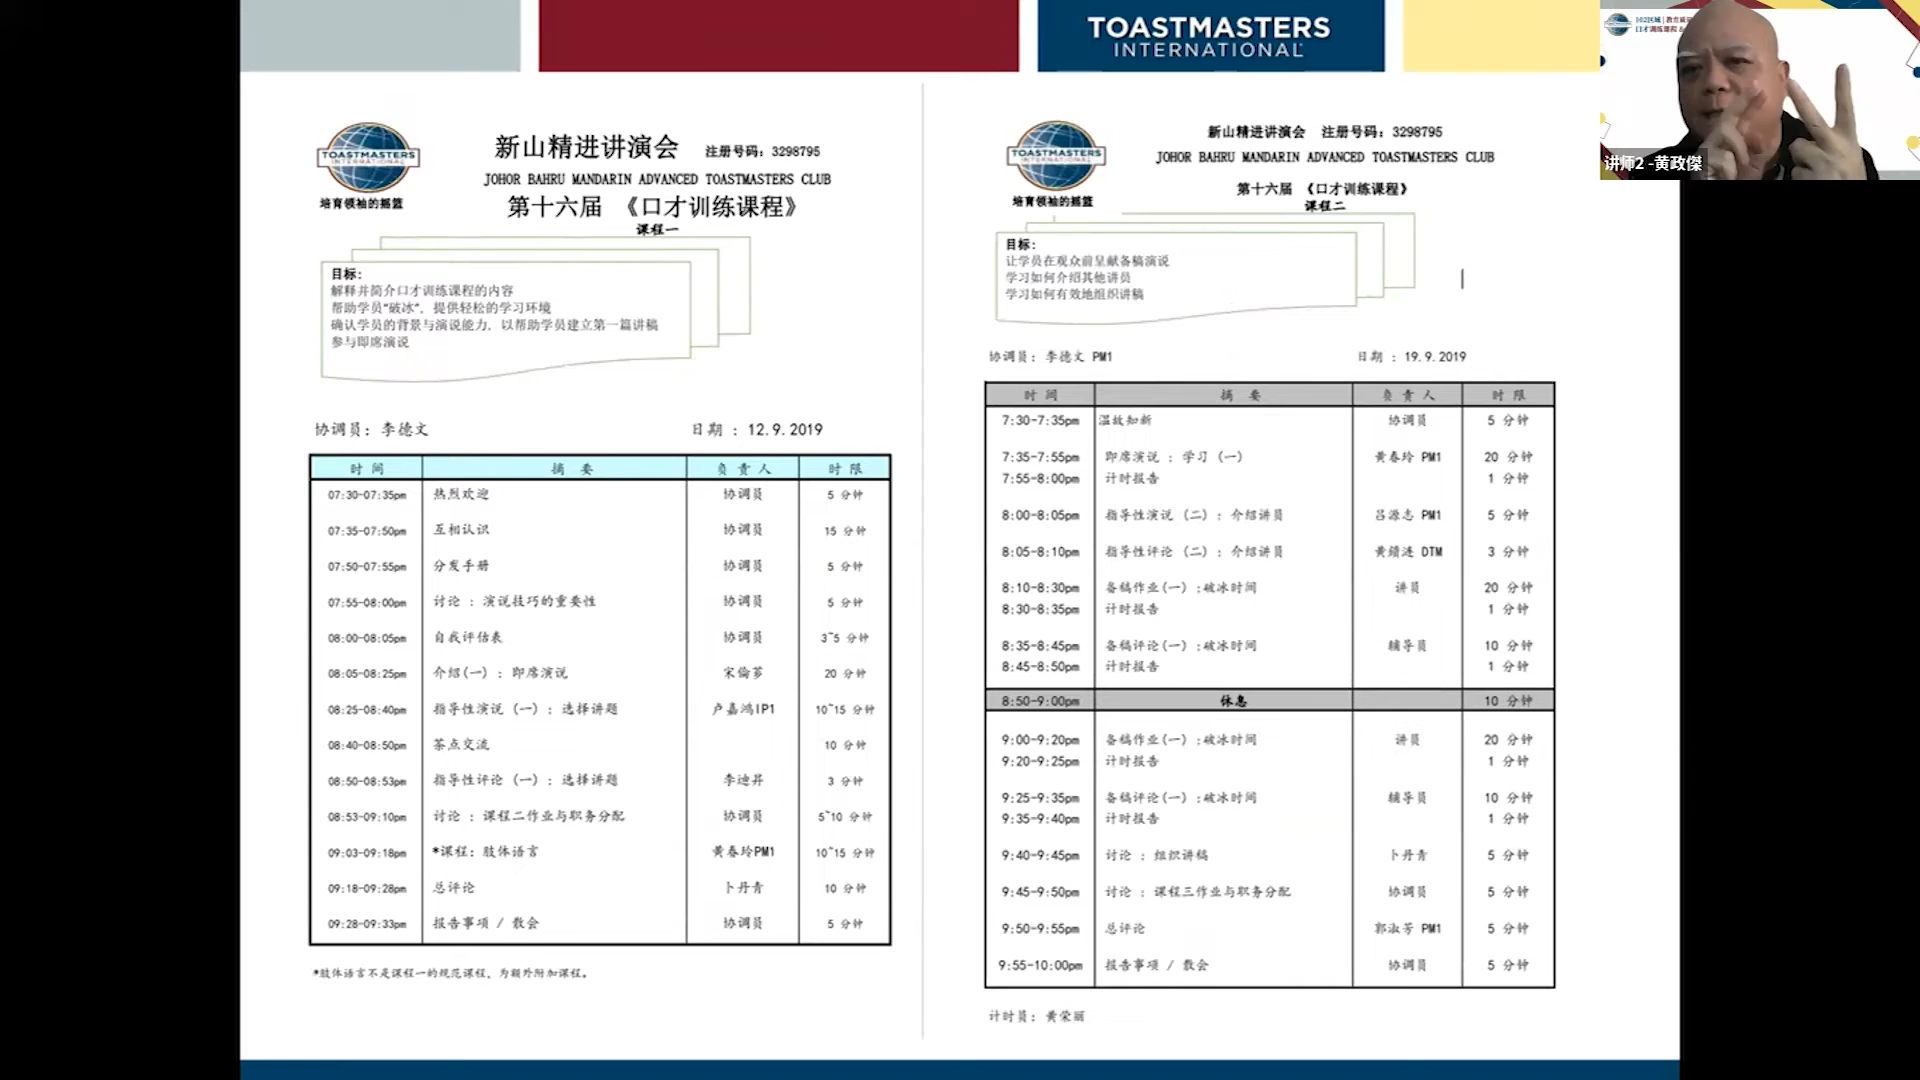 TOASTMASTERS
INTERNATIONAL
讲师2 -黄政傑
新山精进讲演会 注册号码：3298795
JOHOR BAHRU MANDARIN ADVANCED TOASTMASTERS CLUB
第十六届 《口才训练课程》
课程一
TOASTMASTERS
INTERNATIONAL
培育领袖的摇篮
目标：
解释并简介口才训练课程的内容
帮助学员“破冰”，提供轻松的学习环境
确认学员的背景与演说能力，以帮助学员建立第一篇讲稿
参与即席演说
协调员：李德文 日期 : 12.9.2019
时 间 摘 要 负 责 人 时 限
07:30-07:35pm 热烈欢迎 协调员 5 分钟
07:35-07:50pm 互相认识 协调员 15 分钟
07:50-07:55pm 分发手册 协调员 5 分钟
07:55-08:00pm 讨论 : 演说技巧的重要性 协调员 5 分钟
08:00-08:05pm 自我评估表 协调员 3~5 分钟
08:05-08:25pm 介绍(一) : 即席演说 宋倫 20 分钟
08:25-08:40pm 指导性演说 (一) : 选择讲题 卢嘉鸿IP1 10~15 分钟
08:40-08:50pm 茶点交流 10 分钟
08:50-08:53pm 指导性评论 (一) : 选择讲题 李迪昇 3 分钟
08:53-09:10pm 讨论 : 课程二作业与职务分配 协调员 5~10 分钟
09:03-09:18pm *课程: 肢体语言 黄春玲PM1 10~15 分钟
09:18-09:28pm 总评论 卜丹青 10 分钟
09:28-09:33pm 报告事项 / 散会 协调员 5 分钟
*肢体语言不是课程一的规范课程，为额外附加课程。
新山精进讲演会 注册号码：3298795
JOHOR BAHRU MANDARIN ADVANCED TOASTMASTERS CLUB
第十六届 《口才训练课程》
课程二
TOASTMASTERS
INTERNATIONAL
培育领袖的摇篮
目标：
让学员在观众前呈献备稿演说
学习如何介绍其他讲员
学习如何有效地组织讲稿
协调员: 李德文 PM1 日期 : 19.9.2019
时 间 摘 要 负 责 人 时 限
7:30-7:35pm 温故知新 协调员 5 分钟
7:35-7:55pm 即席演说 : 学习 (一) 黄春玲 PM1 20 分钟
7:55-8:00pm 计时报告 1 分钟
8:00-8:05pm 指导性演说 (二) : 介绍讲员 吕源志 PM1 5 分钟
8:05-8:10pm 指导性评论 (二) : 介绍讲员 黄 DTM 3 分钟
8:10-8:30pm 备稿作业(一) :破冰时间 讲员 20 分钟
8:30-8:35pm 计时报告 1 分钟
8:35-8:45pm 备稿评论(一) :破冰时间 辅导员 10 分钟
8:45-8:50pm 计时报告 1 分钟
8:50-9:00pm 休息 10 分钟
9:00-9:20pm 备稿作业(一) :破冰时间 讲员 20 分钟
9:20-9:25pm 计时报告 1 分钟
9:25-9:35pm 备稿评论(一) :破冰时间 辅导员 10 分钟
9:35-9:40pm 计时报告 1 分钟
9:40-9:45pm 讨论 : 组织讲稿 卜丹青 5 分钟
9:45-9:50pm 讨论 : 课程三作业与职务分配 协调员 5 分钟
9:50-9:55pm 总评论 郭淑芳 PM1 5 分钟
9:55-10:00pm 报告事项 / 散会 协调员 5 分钟
计时员: 黄荣丽